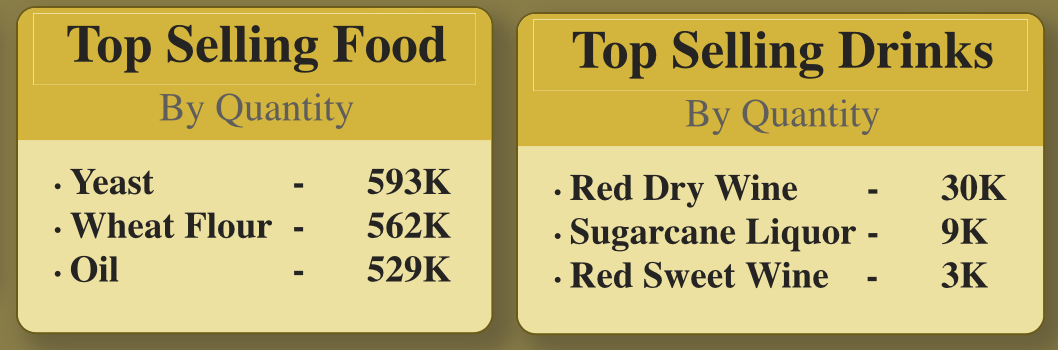 Top Selling Food
By Quantity
· Yeast - 593K
· Wheat Flour - 562K
· Oil - 529K
Top Selling Drinks
By Quantity
· Red Dry Wine - 30K
· Sugarcane Liquor - 9K
· Red Sweet Wine - 3K